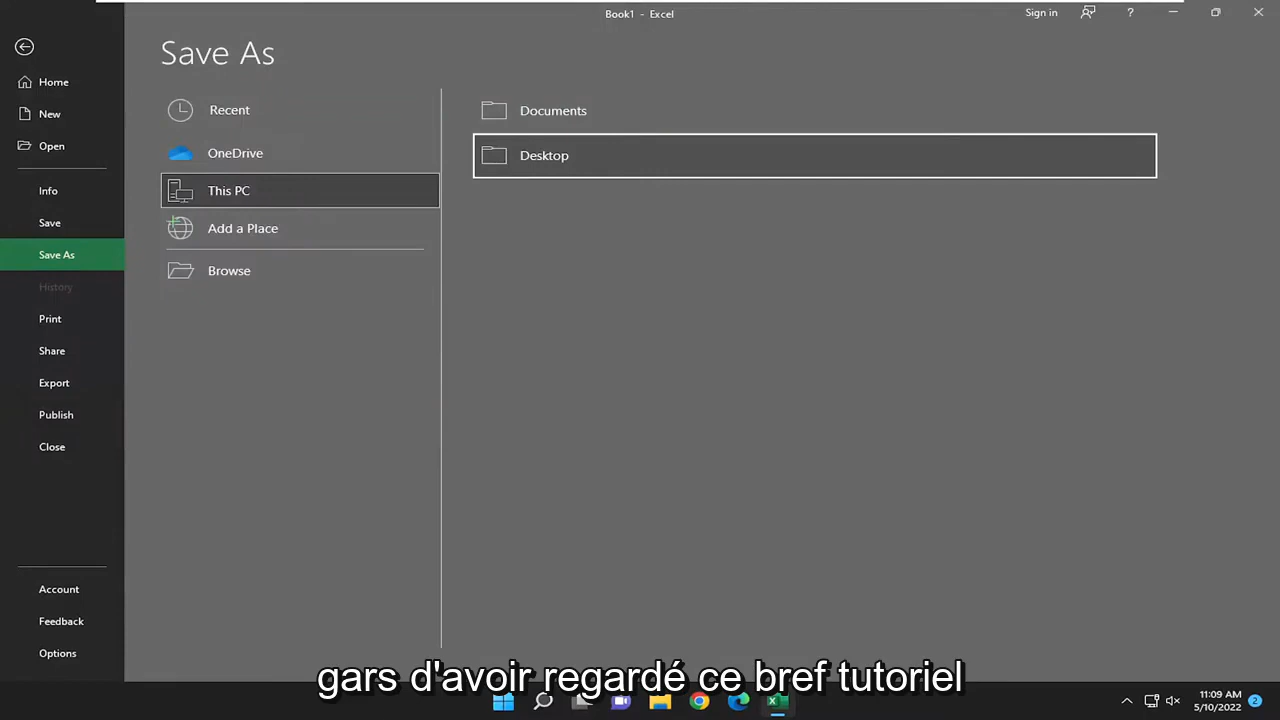 Book1 - Excel
Sign in
?
Save As
Home
New
Open
Info
Save
Save As
History
Print
Share
Export
Publish
Close
Account
Feedback
Options
Recent
OneDrive
This PC
Add a Place
Browse
Documents
Desktop
gars d'avoir regardé ce bref tutoriel
11:09 AM
5/10/2022
2